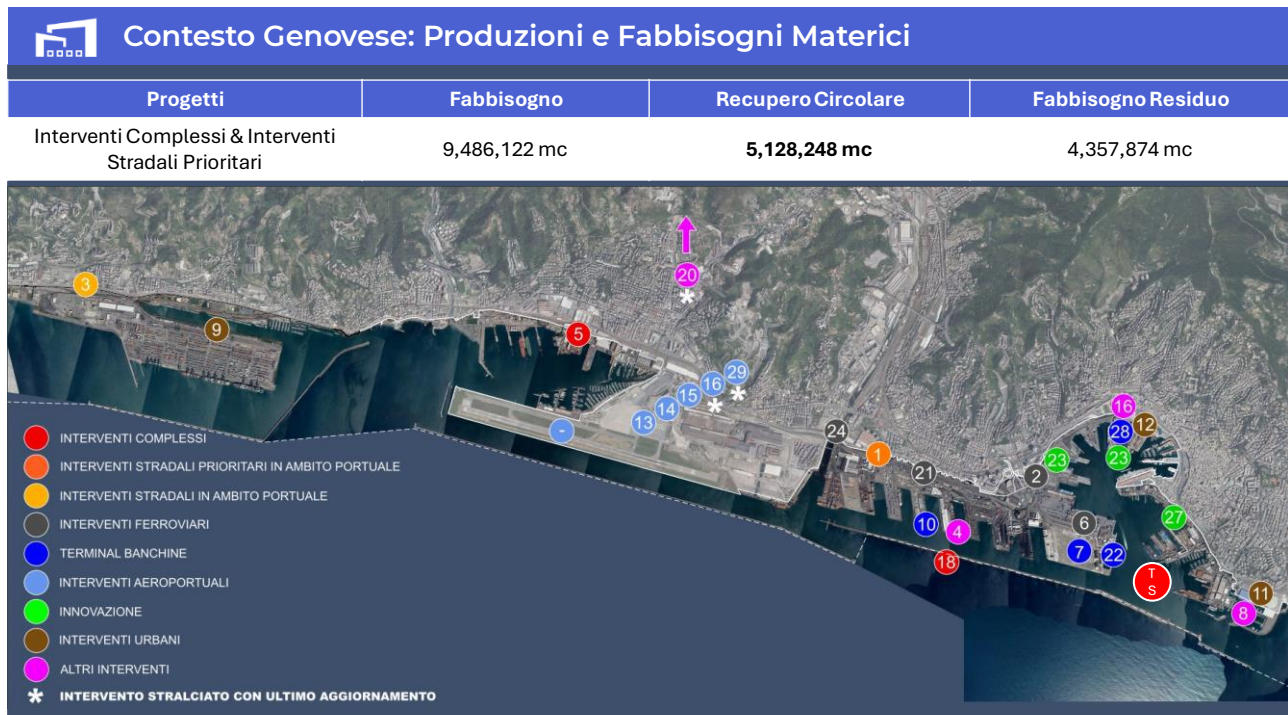 Contesto Genovese: Produzioni e Fabbisogni Materici
Progetti Fabbisogno Recupero Circolare Fabbisogno Residuo
Interventi Complessi & Interventi
Stradali Prioritari
9,486,122 mc 5,128,248 mc 4,357,874 mc
20
3
9
5
29
16
15
14
13
-
16
12
28
24
1
23
23
21
2
27
10
4
6
7
22
18
T
S
11
8
INTERVENTI COMPLESSI
INTERVENTI STRADALI PRIORITARI IN AMBITO PORTUALE
INTERVENTI STRADALI IN AMBITO PORTUALE
INTERVENTI FERROVIARI
TERMINAL BANCHINE
INTERVENTI AEROPORTUALI
INNOVAZIONE
INTERVENTI URBANI
ALTRI INTERVENTI
* INTERVENTO STRALCIATO CON ULTIMO AGGIORNAMENTO